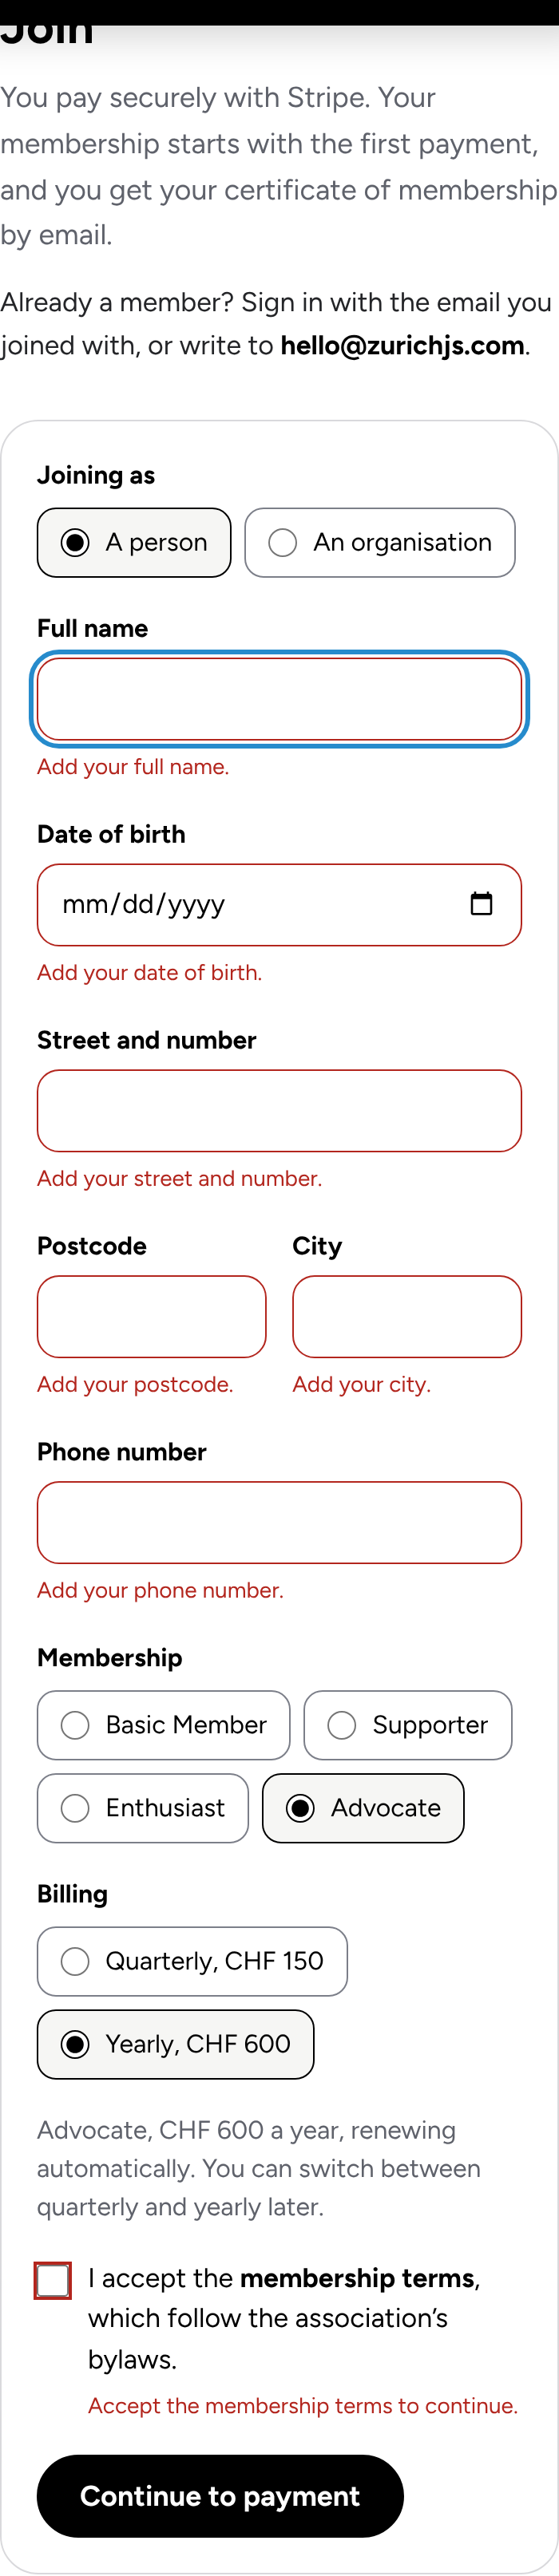 Join
You pay securely with Stripe. Your
membership starts with the first payment,
and you get your certificate of membership
by email.
Already a member? Sign in with the email you
joined with, or write to hello@zurichjs.com.
Joining as
A person
An organisation
Full name
Add your full name.
Date of birth
mm/dd/yyyy
Add your date of birth.
Street and number
Add your street and number.
Postcode
City
Add your postcode.
Add your city.
Phone number
Add your phone number.
Membership
Basic Member
Supporter
Enthusiast
Advocate
Billing
Quarterly, CHF 150
Yearly, CHF 600
Advocate, CHF 600 a year, renewing
automatically. You can switch between
quarterly and yearly later.
I accept the membership terms,
which follow the association’s
bylaws.
Accept the membership terms to continue.
Continue to payment